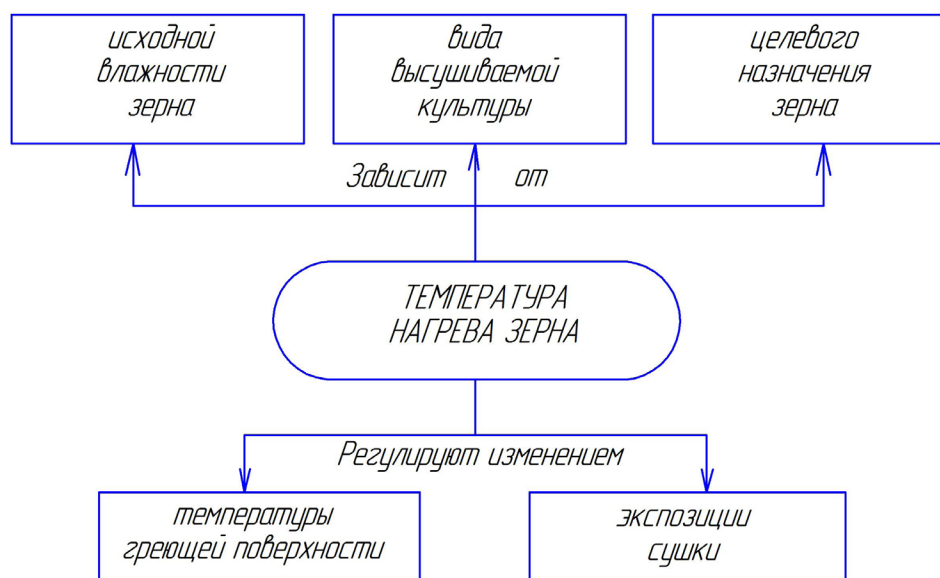 исходной
влажности
зерна
вида
высушиваемой
культуры
целевого
назначения
зерна
Зависит от
ТЕМПЕРАТУРА
НАГРЕВА ЗЕРНА
Регулируют изменением
температуры
греющей поверхности
экспозиции
сушки